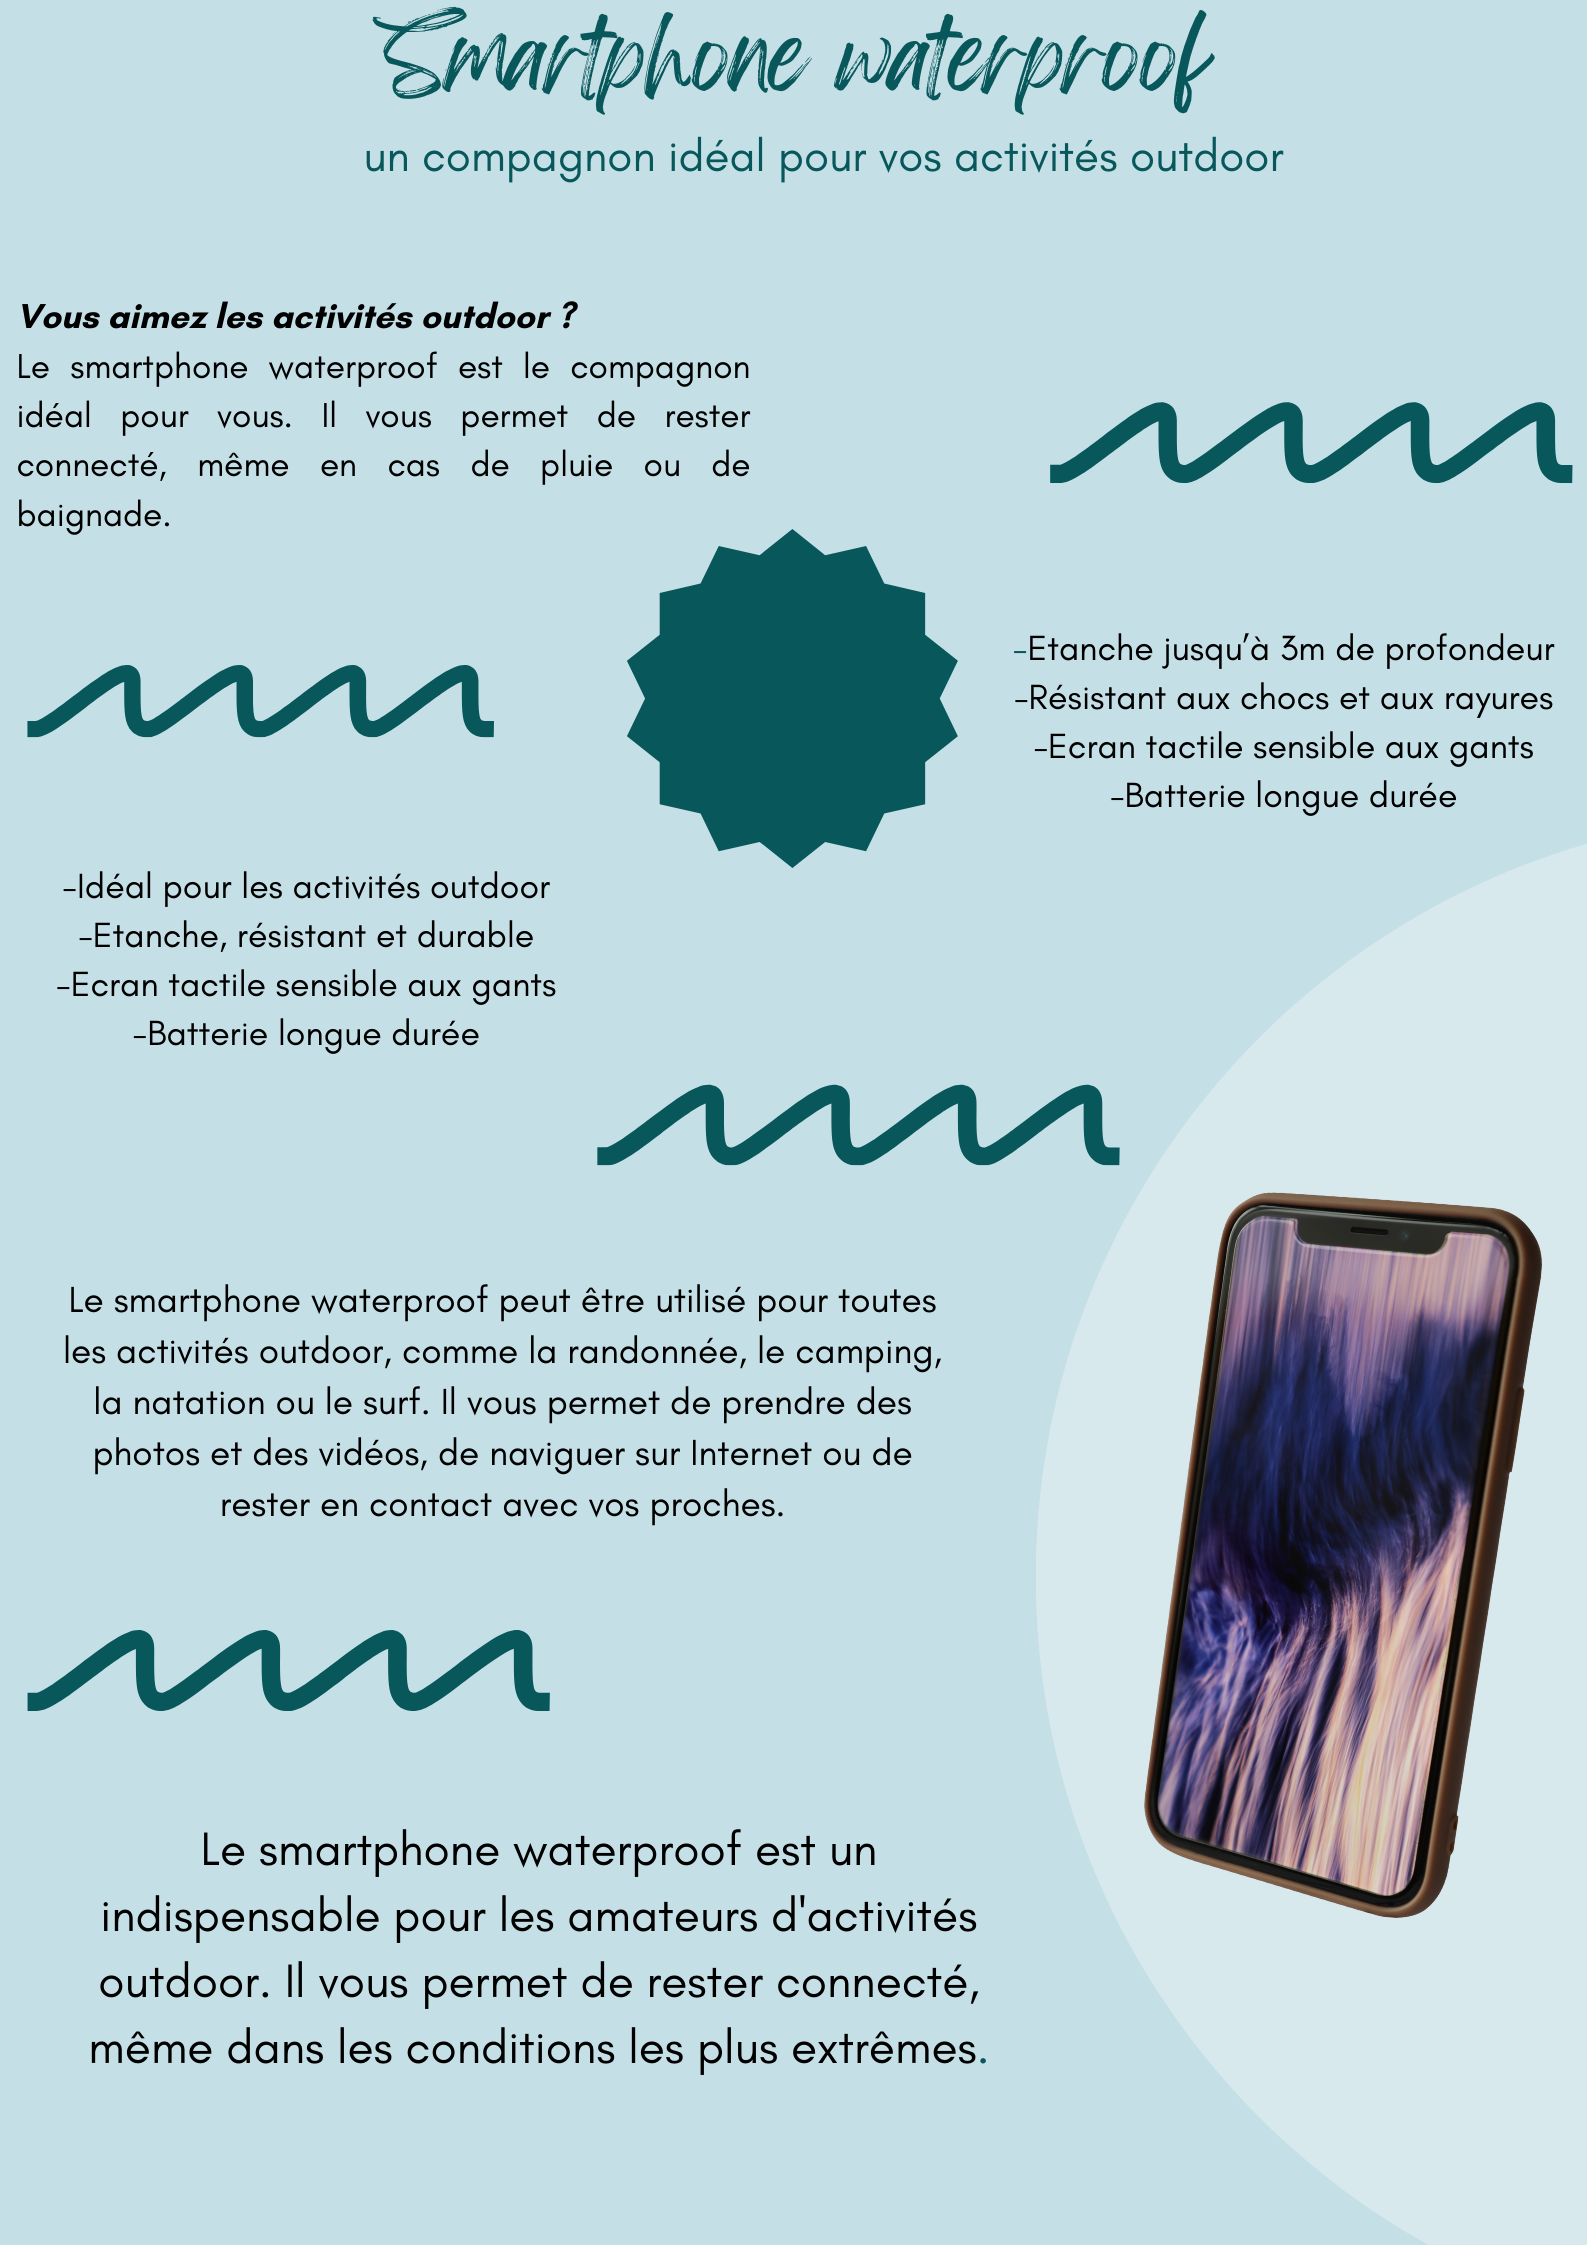 Smartphone waterproof
un compagnon idéal pour vos activités outdoor
Vous aimez les activités outdoor ?
Le smartphone waterproof est le compagnon
idéal pour vous. Il vous permet de rester
connecté, même en cas de pluie ou de
baignade.
-Etanche jusqu’à 3m de profondeur
-Résistant aux chocs et aux rayures
-Ecran tactile sensible aux gants
-Batterie longue durée
-Idéal pour les activités outdoor
-Etanche, résistant et durable
-Ecran tactile sensible aux gants
-Batterie longue durée
Le smartphone waterproof peut être utilisé pour toutes
les activités outdoor, comme la randonnée, le camping,
la natation ou le surf. Il vous permet de prendre des
photos et des vidéos, de naviguer sur Internet ou de
rester en contact avec vos proches.
Le smartphone waterproof est un
indispensable pour les amateurs d'activités
outdoor. Il vous permet de rester connecté,
même dans les conditions les plus extrêmes.